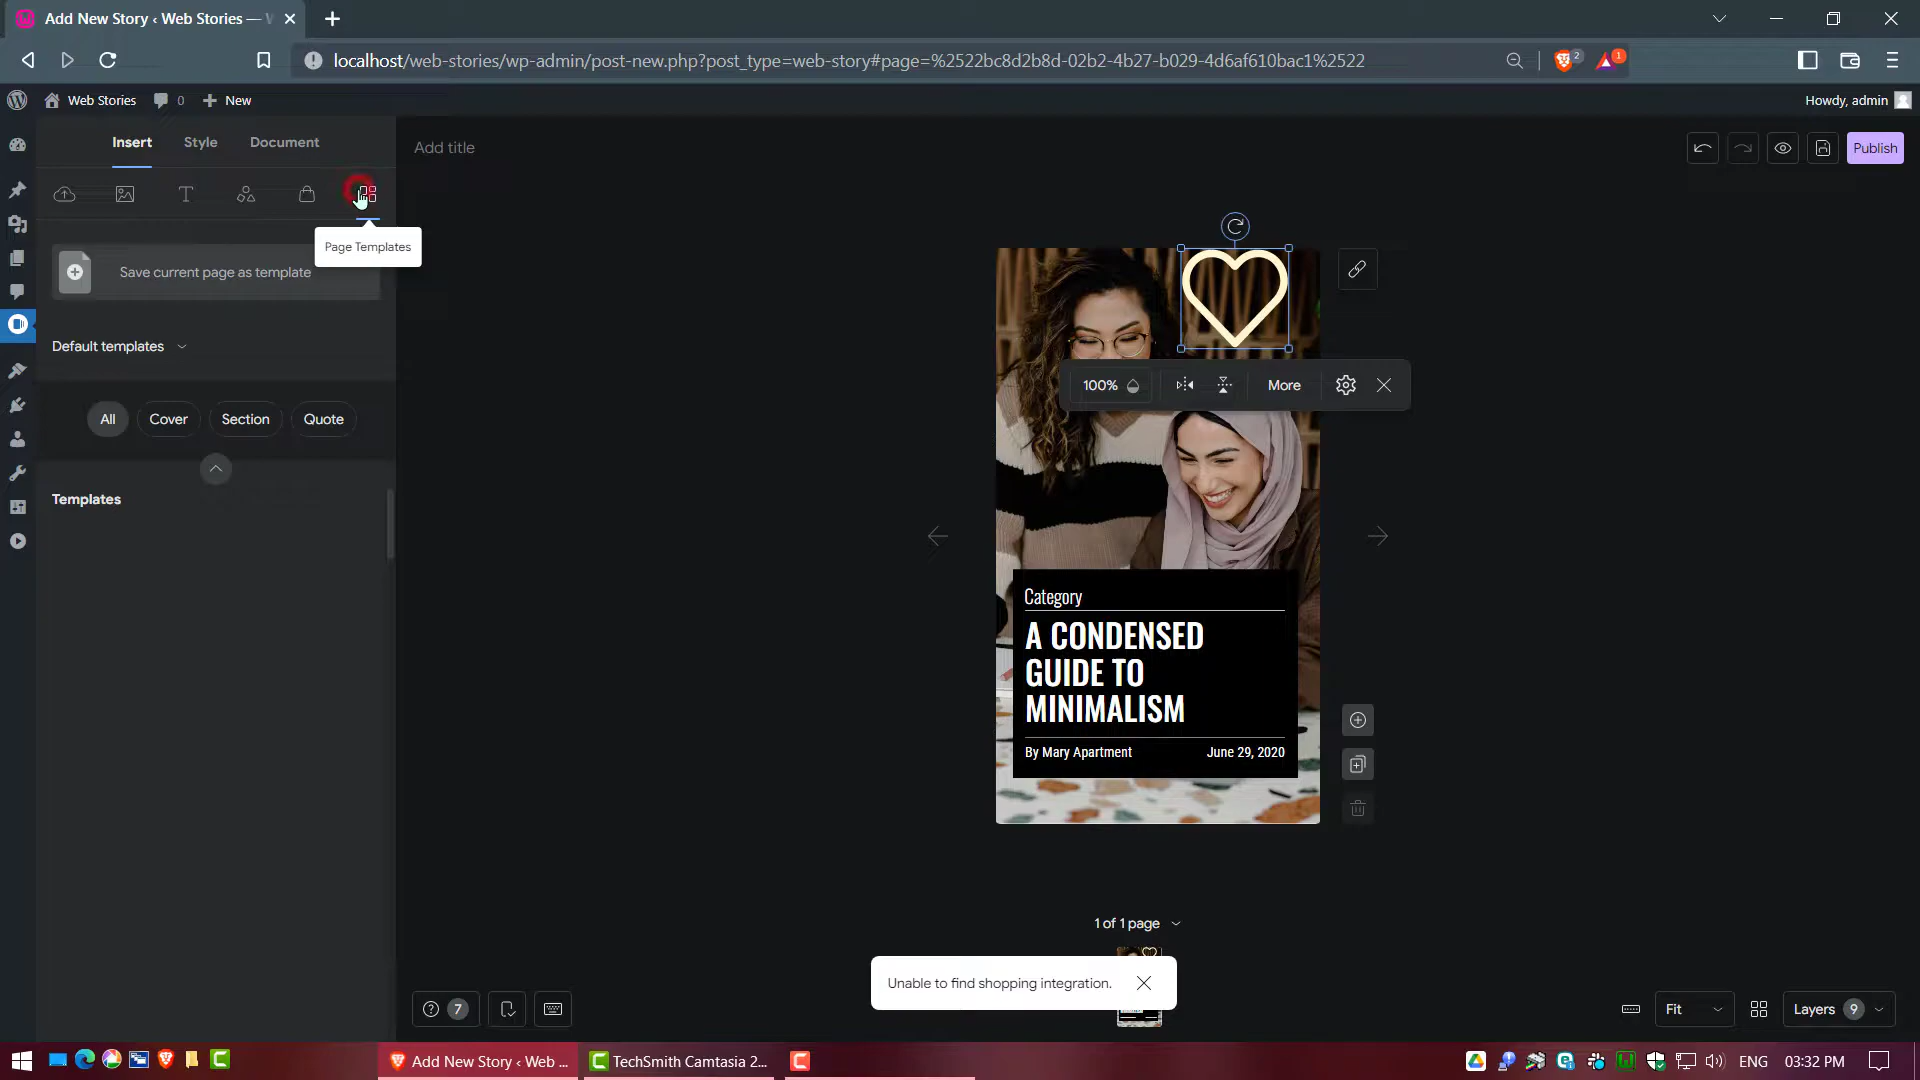 Add New Story ‹ Web Stories —
localhost/web-stories/wp-admin/post-new.php?post_type=web-story#page=%2522bc8d2b8d-02b2-4b27-b029-4d6af610bac1%2522
2
1
Web Stories
0
New
Howdy, admin
Insert
Style
Document
Add title
Publish
Page Templates
Save current page as template
Default templates
All
Cover
Section
Quote
Templates
100%
More
Category
A CONDENSED
GUIDE TO
MINIMALISM
By Mary Apartment
June 29, 2020
1 of 1 page
Unable to find shopping integration.
7
Fit
Layers
9
Add New Story ‹ Web ...
TechSmith Camtasia 2...
ENG
03:32 PM